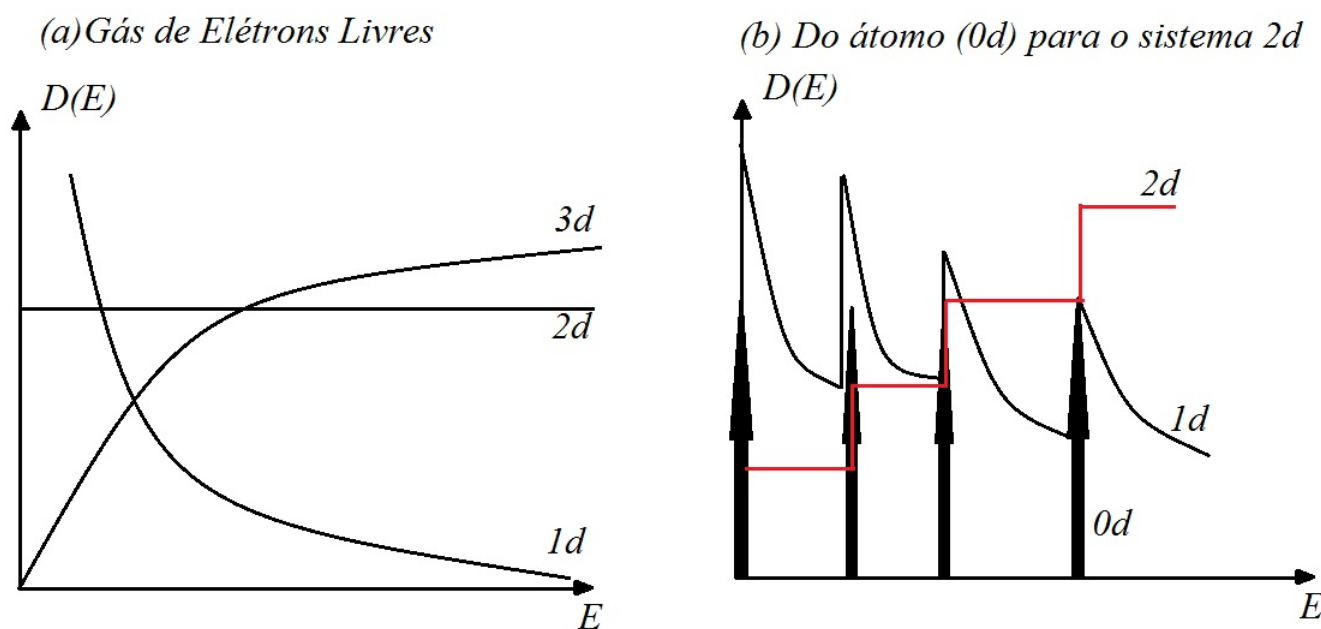 (a)Gás de Elétrons Livres
D(E)
3d
2d
1d
E
(b) Do átomo (0d) para o sistema 2d
D(E)
2d
1d
0d
E